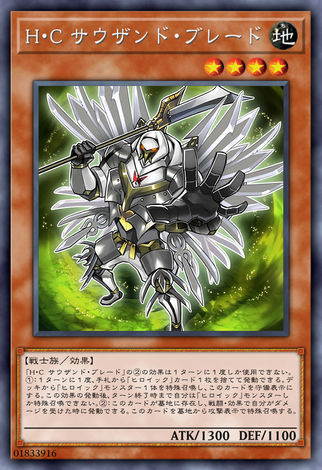 H・C サウザンド・ブレード
地
【戦士族／効果】
「H・C サウザンド・ブレード」の②の効果は１ターンに１度しか使用できない。
①：１ターンに１度、手札から「ヒロイック」カード１枚を捨てて発動できる。デ
ッキから「ヒロイック」モンスター１体を特殊召喚し、このカードを守備表示に
する。この効果の発動後、ターン終了時まで自分は「ヒロイック」モンスターし
か特殊召喚できない。②：このカードが墓地に存在し、戦闘・効果で自分がダメ
ージを受けた時に発動できる。このカードを墓地から攻撃表示で特殊召喚する。
ATK/1300 DEF/1100
01833916